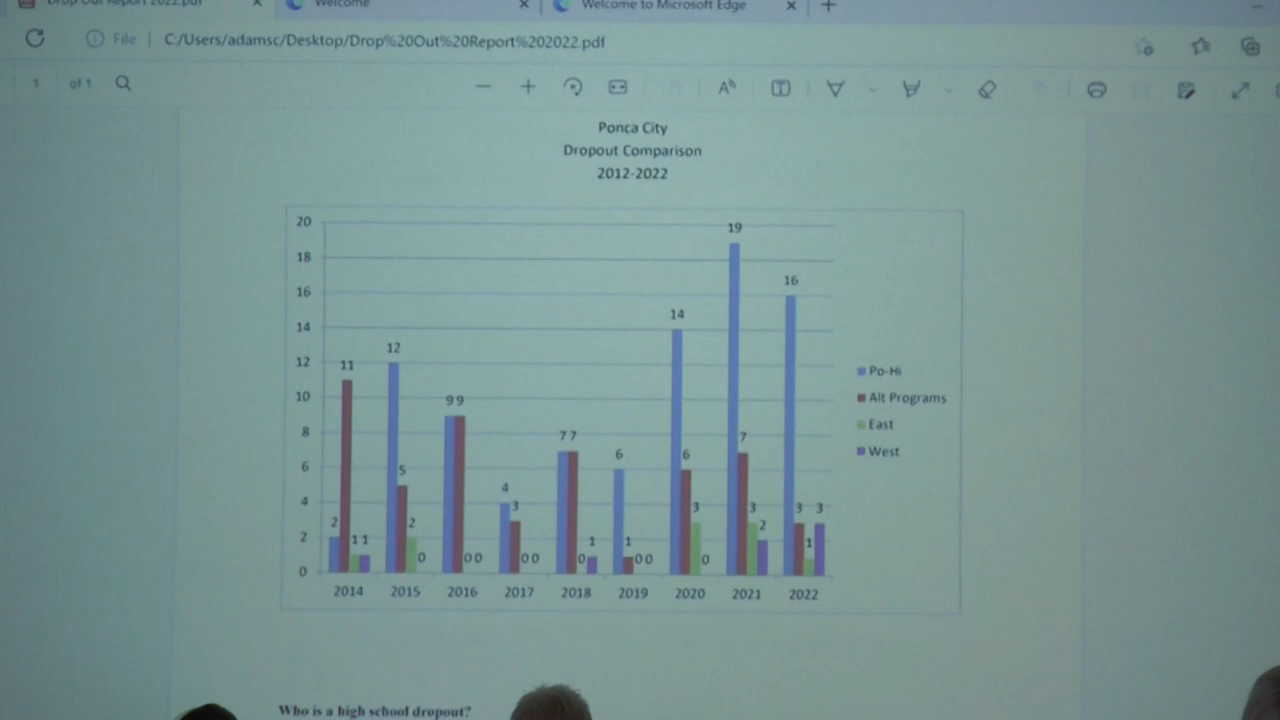 Drop Out Report 2022.pdf
Welcome
Welcome to Microsoft Edge
File | C:/Users/adamsc/Desktop/Drop%20Out%20Report%202022.pdf
1 of 1
Ponca City
Dropout Comparison
2012-2022
20
18
16
14
12
10
8
6
4
2
0
2 11 1 1
12 5 2 0
9 9 0 0
4 3 0 0
7 7 0 1
6 1 0 0
14 6 3 0
19 7 3 2
16 3 1 3
2014 2015 2016 2017 2018 2019 2020 2021 2022
Po-Hi
Alt Programs
East
West
Who is a high school dropout?